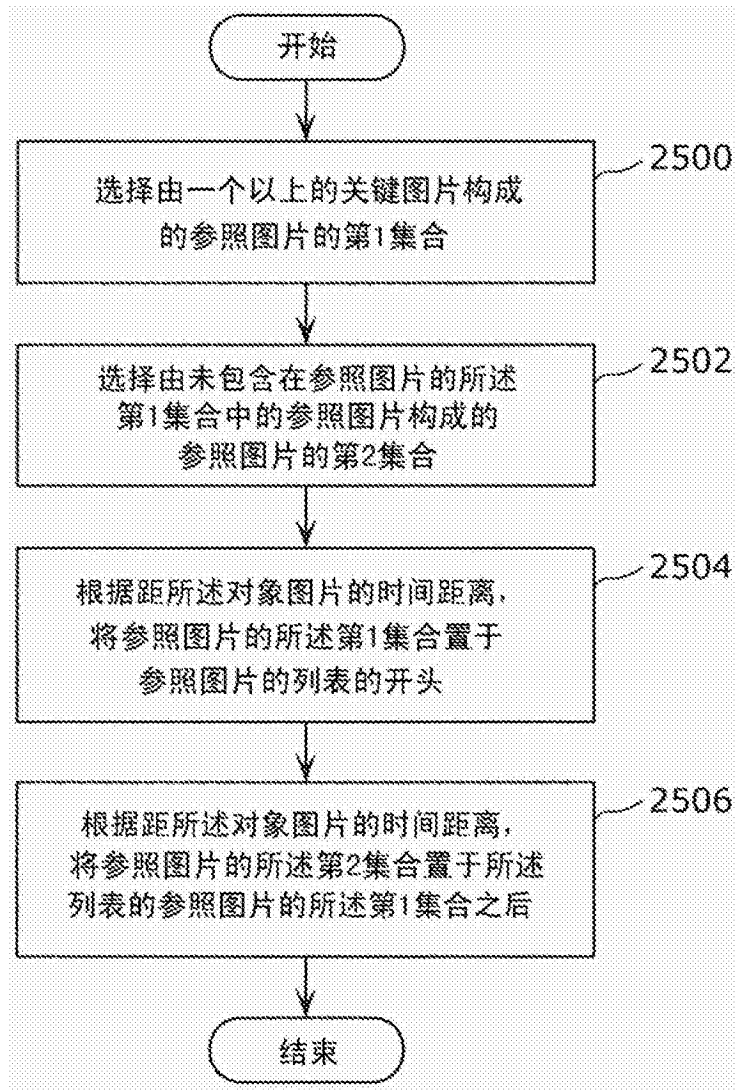 开始
2500
选择由一个以上的关键图片构成
的参照图片的第1集合
2502
选择由未包含在参照图片的所述
第1集合中的参照图片构成的
参照图片的第2集合
2504
根据距所述对象图片的时间距离，
将参照图片的所述第1集合置于
参照图片的列表的开头
2506
根据距所述对象图片的时间距离，
将参照图片的所述第2集合置于所述
列表的参照图片的所述第1集合之后
结束